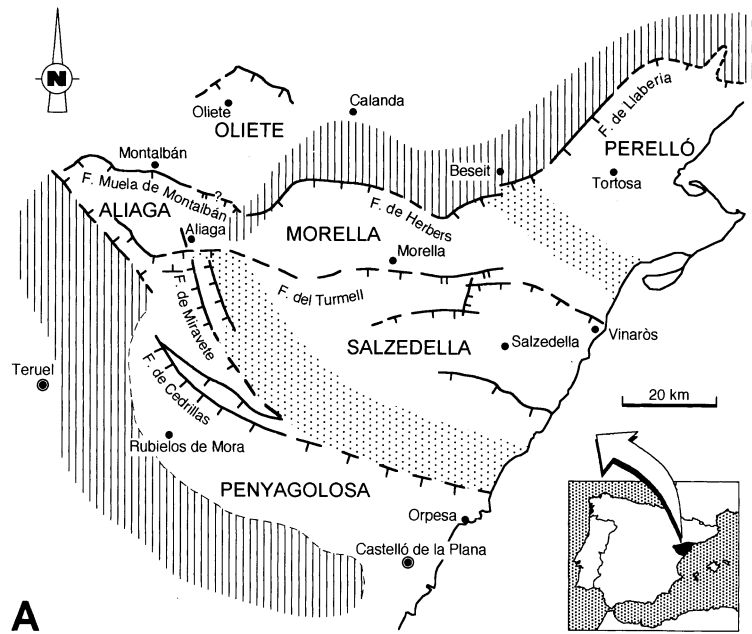 N
Calanda
Oliete
OLIETE
F. de Llaberia
PERELLÓ
Montalbán
Beseit
Tortosa
F. Muela de Montalbán
?
ALIAGA
F. de Herbers
Aliaga
MORELLA
Morella
F. del Turmell
F. de Miravete
SALZEDELLA
Salzedella
Vinaròs
Teruel
F. de Cedrillas
20 km
Rubielos de Mora
PENYAGOLOSA
Orpesa
Castelló de la Plana
A